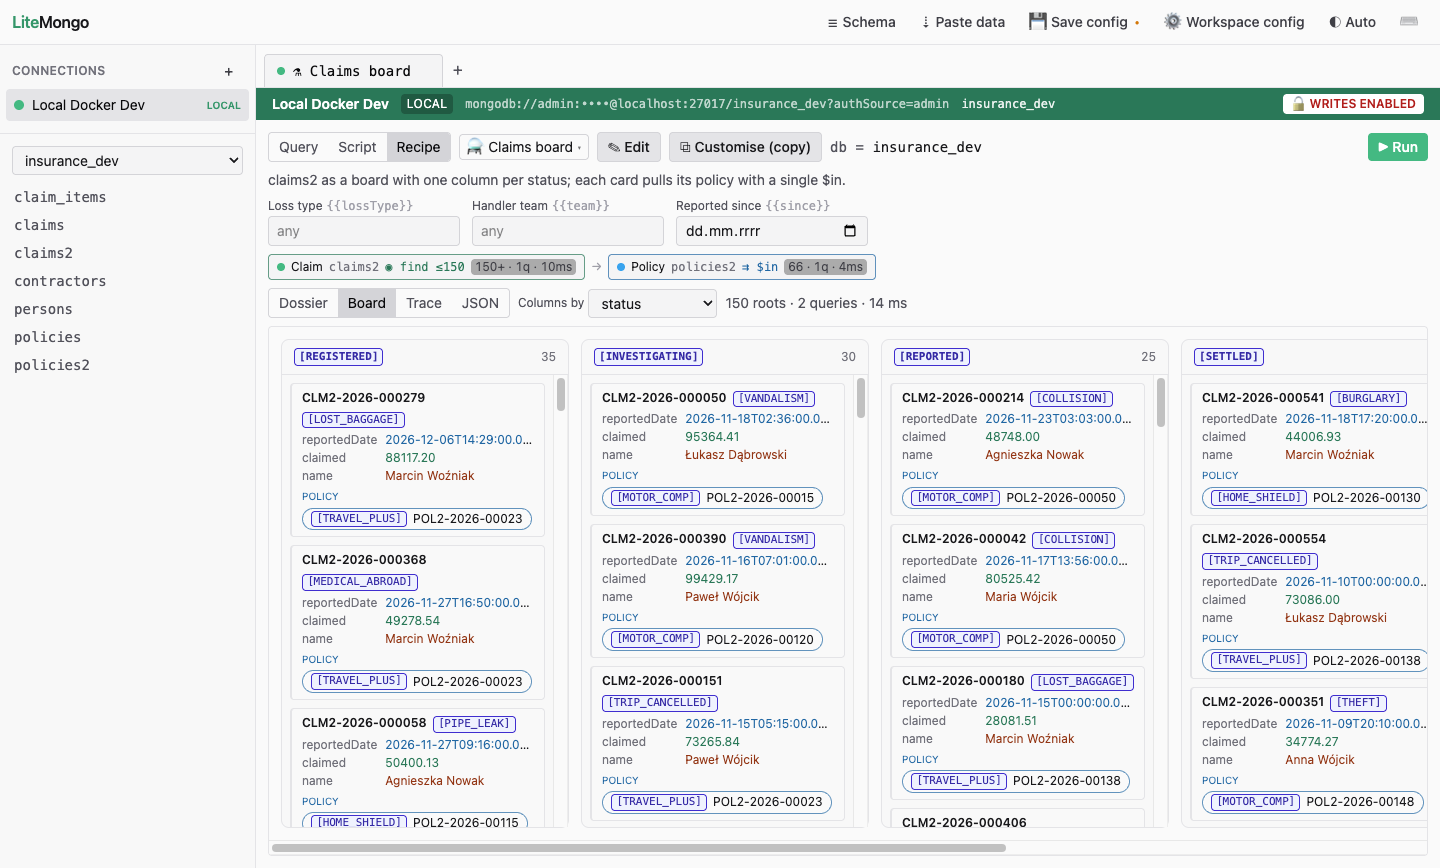 LiteMongo
≡ Schema
⇣ Paste data
Save config •
Workspace config
◐ Auto
CONNECTIONS +
Local Docker Dev LOCAL
insurance_dev
claim_items
claims
claims2
contractors
persons
policies
policies2
Claims board +
Local Docker Dev LOCAL mongodb://admin:••••@localhost:27017/insurance_dev?authSource=admin insurance_dev WRITES ENABLED
Query Script Recipe Claims board Edit Customise (copy) db = insurance_dev Run
claims2 as a board with one column per status; each card pulls its policy with a single $in.
Loss type {{lossType}} Handler team {{team}} Reported since {{since}}
any any dd.mm.rrrr
Claim claims2 ◉ find ≤150 150+ · 1q · 10ms → Policy policies2 ⇉ $in 66 · 1q · 4ms
Dossier Board Trace JSON Columns by status 150 roots · 2 queries · 14 ms
[REGISTERED] 35
CLM2-2026-000279
[LOST_BAGGAGE]
reportedDate 2026-12-06T14:29:00.0...
claimed 88117.20
name Marcin Woźniak
POLICY
[TRAVEL_PLUS] POL2-2026-00023
CLM2-2026-000368
[MEDICAL_ABROAD]
reportedDate 2026-11-27T16:50:00.0...
claimed 49278.54
name Marcin Woźniak
POLICY
[TRAVEL_PLUS] POL2-2026-00023
CLM2-2026-000058 [PIPE_LEAK]
reportedDate 2026-11-27T09:16:00.0...
claimed 50400.13
name Agnieszka Nowak
POLICY
[HOME_SHIELD] POL2-2026-00115
[INVESTIGATING] 30
CLM2-2026-000050 [VANDALISM]
reportedDate 2026-11-18T02:36:00.0...
claimed 95364.41
name Łukasz Dąbrowski
POLICY
[MOTOR_COMP] POL2-2026-00015
CLM2-2026-000390 [VANDALISM]
reportedDate 2026-11-16T07:01:00.0...
claimed 99429.17
name Paweł Wójcik
POLICY
[MOTOR_COMP] POL2-2026-00120
CLM2-2026-000151
[TRIP_CANCELLED]
reportedDate 2026-11-15T05:15:00.0...
claimed 73265.84
name Paweł Wójcik
POLICY
[TRAVEL_PLUS] POL2-2026-00023
[REPORTED] 25
CLM2-2026-000214 [COLLISION]
reportedDate 2026-11-23T03:03:00.0...
claimed 48748.00
name Agnieszka Nowak
POLICY
[MOTOR_COMP] POL2-2026-00050
CLM2-2026-000042 [COLLISION]
reportedDate 2026-11-17T13:56:00.0...
claimed 80525.42
name Maria Wójcik
POLICY
[MOTOR_COMP] POL2-2026-00050
CLM2-2026-000180 [LOST_BAGGAGE]
reportedDate 2026-11-15T00:00:00.0...
claimed 28081.51
name Marcin Woźniak
POLICY
[TRAVEL_PLUS] POL2-2026-00138
CLM2-2026-000406
[SETTLED]
CLM2-2026-000541 [BURGLARY]
reportedDate 2026-11-18T17:20:00.0...
claimed 44006.93
name Marcin Woźniak
POLICY
[HOME_SHIELD] POL2-2026-00130
CLM2-2026-000554
[TRIP_CANCELLED]
reportedDate 2026-11-10T00:00:00.0...
claimed 73086.00
name Łukasz Dąbrowski
POLICY
[TRAVEL_PLUS] POL2-2026-00138
CLM2-2026-000351 [THEFT]
reportedDate 2026-11-09T20:10:00.0...
claimed 34774.27
name Anna Wójcik
POLICY
[MOTOR_COMP] POL2-2026-00148